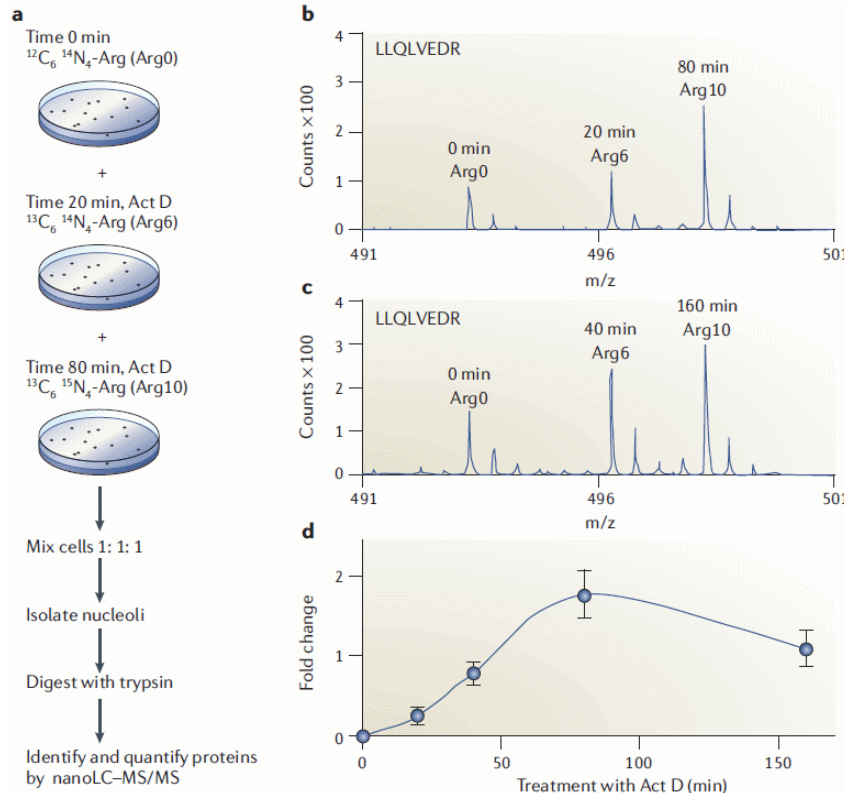 a
Time 0 min
¹²C₆ ¹⁴N₄-Arg (Arg0)
+
Time 20 min, Act D
¹³C₆ ¹⁴N₄-Arg (Arg6)
+
Time 80 min, Act D
¹³C₆ ¹⁵N₄-Arg (Arg10)
Mix cells 1: 1: 1
Isolate nucleoli
Digest with trypsin
Identify and quantify proteins
by nanoLC–MS/MS
b
LLQLVEDR
Counts ×100
4
3
2
1
0
0 min
Arg0
20 min
Arg6
80 min
Arg10
491
496
501
m/z
c
LLQLVEDR
Counts ×100
4
3
2
1
0
0 min
Arg0
40 min
Arg6
160 min
Arg10
491
496
501
m/z
d
Fold change
2
1
0
0
50
100
150
Treatment with Act D (min)